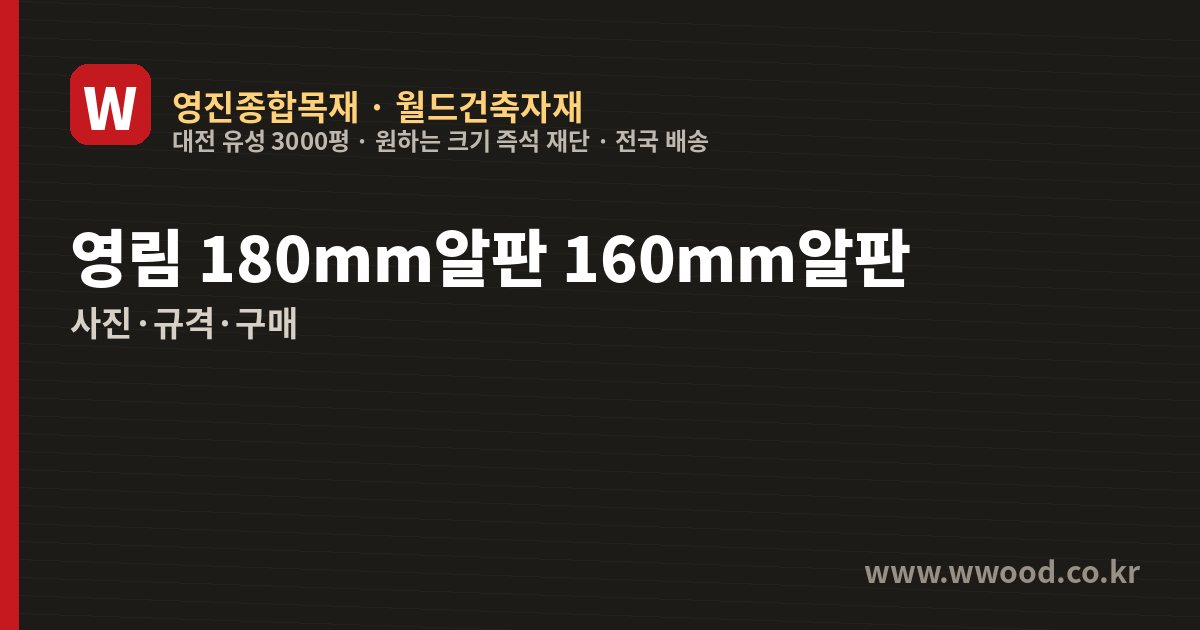 W
영진종합목재 · 월드건축자재
대전 유성 3000평 · 원하는 크기 즉석 재단 · 전국 배송
영림 180mm알판 160mm알판
사진·규격·구매
www.wwood.co.kr